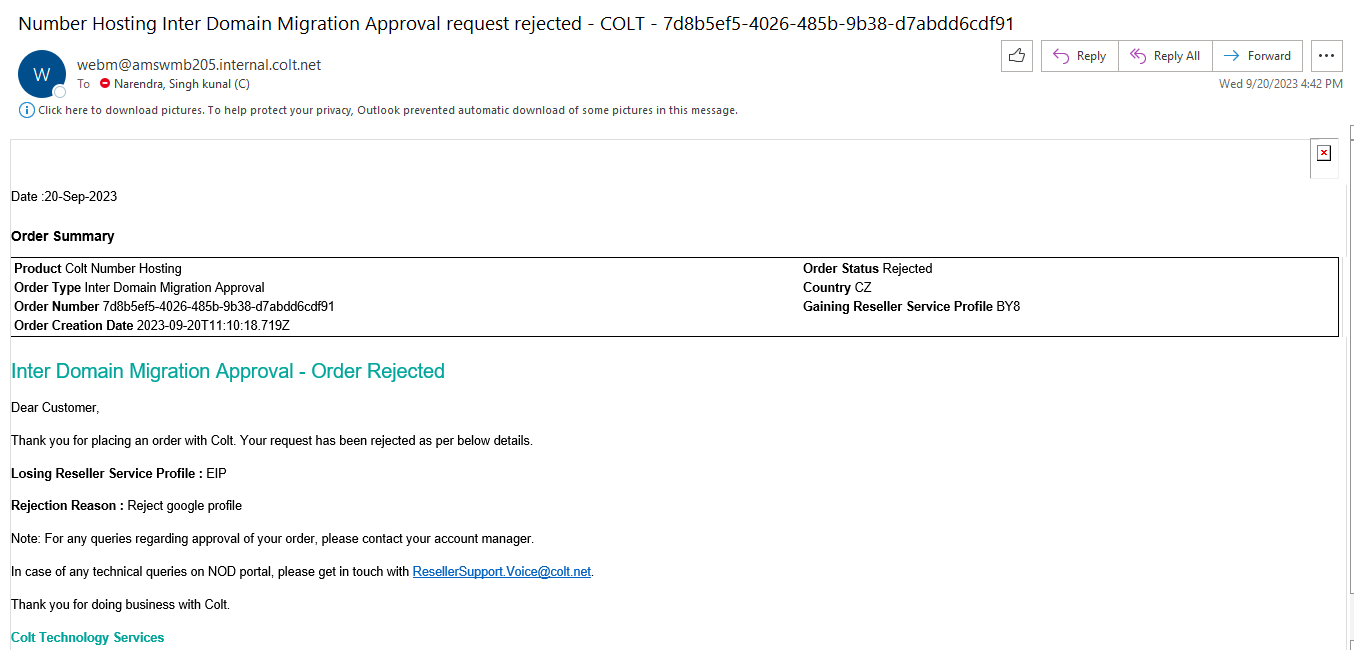 Number Hosting Inter Domain Migration Approval request rejected - COLT - 7d8b5ef5-4026-485b-9b38-d7abdd6cdf91
W
webm@amswmb205.internal.colt.net
To Narendra, Singh kunal (C)
Reply
Reply All
Forward
Wed 9/20/2023 4:42 PM
Click here to download pictures. To help protect your privacy, Outlook prevented automatic download of some pictures in this message.
Date :20-Sep-2023
Order Summary
Product Colt Number Hosting
Order Type Inter Domain Migration Approval
Order Number 7d8b5ef5-4026-485b-9b38-d7abdd6cdf91
Order Creation Date 2023-09-20T11:10:18.719Z
Order Status Rejected
Country CZ
Gaining Reseller Service Profile BY8
Inter Domain Migration Approval - Order Rejected
Dear Customer,
Thank you for placing an order with Colt. Your request has been rejected as per below details.
Losing Reseller Service Profile : EIP
Rejection Reason : Reject google profile
Note: For any queries regarding approval of your order, please contact your account manager.
In case of any technical queries on NOD portal, please get in touch with ResellerSupport.Voice@colt.net.
Thank you for doing business with Colt.
Colt Technology Services